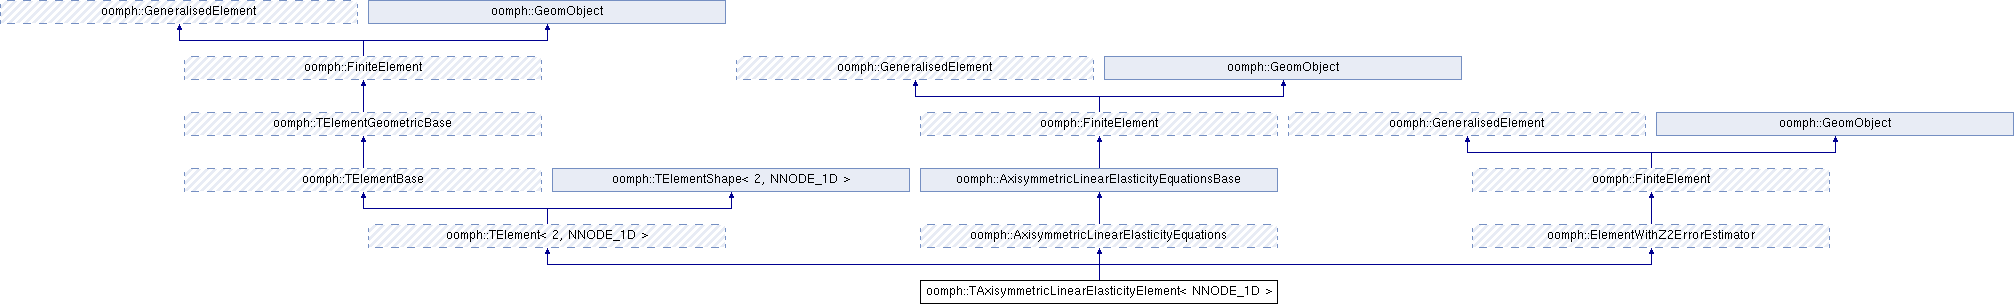 oomph::GeneralisedElement
oomph::GeomObject
oomph::FiniteElement
oomph::GeneralisedElement
oomph::GeomObject
oomph::TElementGeometricBase
oomph::FiniteElement
oomph::GeneralisedElement
oomph::GeomObject
oomph::TElementBase
oomph::TElementShape< 2, NNODE_1D >
oomph::AxisymmetricLinearElasticityEquationsBase
oomph::FiniteElement
oomph::TElement< 2, NNODE_1D >
oomph::AxisymmetricLinearElasticityEquations
oomph::ElementWithZ2ErrorEstimator
oomph::TAxisymmetricLinearElasticityElement< NNODE_1D >